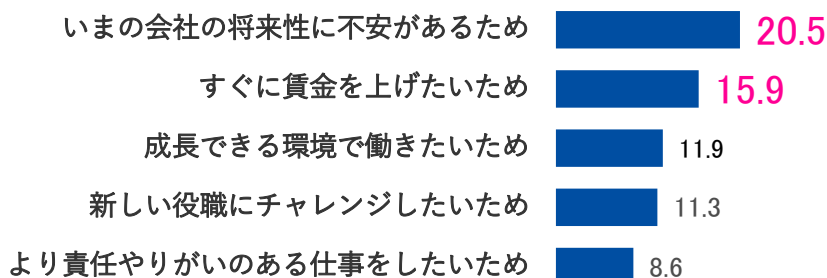 いまの会社の将来性に不安があるため 20.5
すぐに賃金を上げたいため 15.9
成長できる環境で働きたいため 11.9
新しい役職にチャレンジしたいため 11.3
より責任やりがいのある仕事をしたいため 8.6